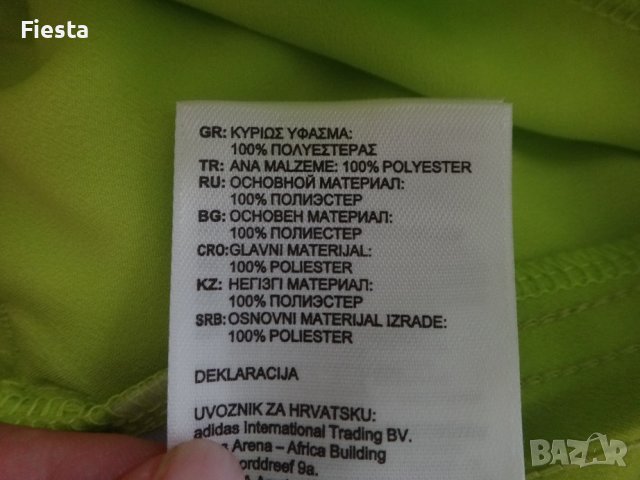 Fiesta
GR: ΚΥΡΙΩΣ ΥΦΑΣΜΑ:
100% ΠΟΛΥΕΣΤΕΡΑΣ
TR: ANA MALZEME: 100% POLYESTER
RU: ОСНОВНОЙ МАТЕРИАЛ:
100% ПОЛИЭСТЕР
BG: ОСНОВЕН МАТЕРИАЛ:
100% ПОЛИЕСТЕР
CRO: GLAVNI MATERIJAL:
100% POLIESTER
KZ: НЕГІЗГІ МАТЕРИАЛ:
100% ПОЛИЭСТЕР
SRB: OSNOVNI MATERIJAL IZRADE:
100% POLIESTER
DEKLARACIJA
UVOZNIK ZA HRVATSKU:
adidas International Trading BV.
Arena – Africa Building
9a.
BAZAR